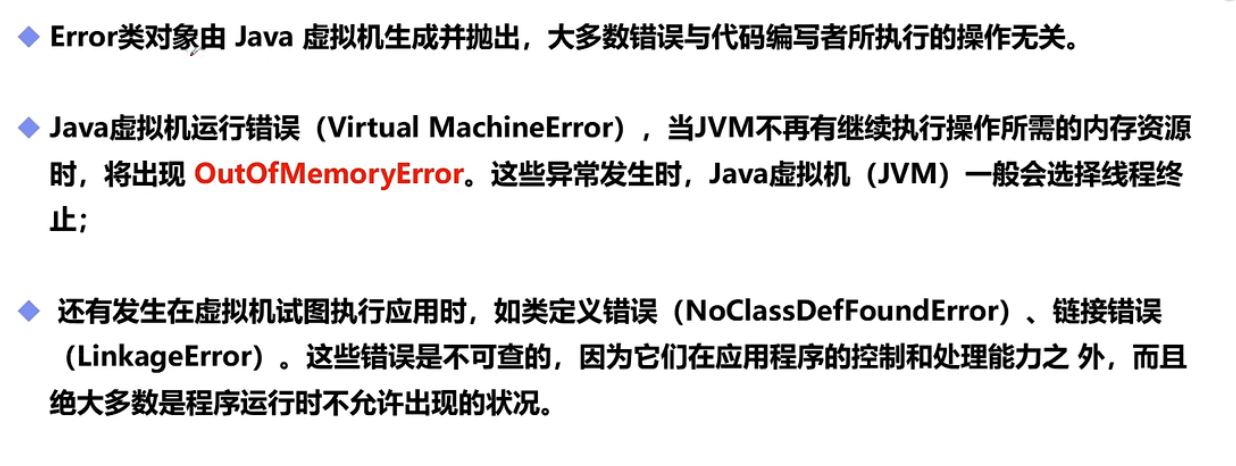 Error类对象由 Java 虚拟机生成并抛出，大多数错误与代码编写者所执行的操作无关。
Java虚拟机运行错误（Virtual MachineError），当JVM不再有继续执行操作所需的内存资源
时，将出现 OutOfMemoryError。这些异常发生时，Java虚拟机（JVM）一般会选择线程终
止；
还有发生在虚拟机试图执行应用时，如类定义错误（NoClassDefFoundError）、链接错误
（LinkageError）。这些错误是不可查的，因为它们在应用程序的控制和处理能力之 外，而且
绝大多数是程序运行时不允许出现的状况。